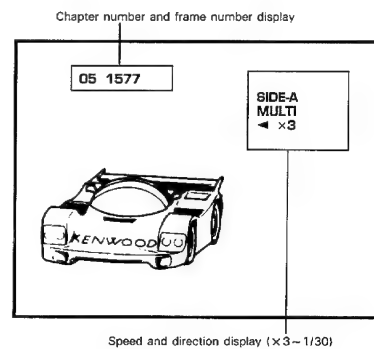 Chapter number and frame number display
05 1577
SIDE-A
MULTI
◄ ×3
KENWOOD
Speed and direction display (×3~1/30)